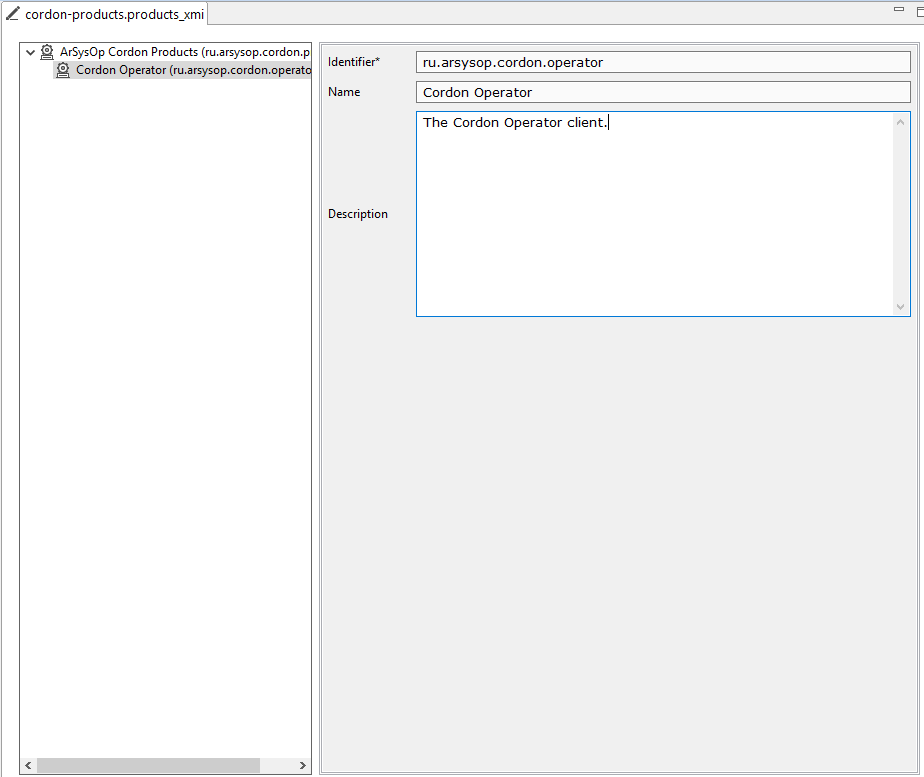 cordon-products.products_xmi
ArSysOp Cordon Products (ru.arsysop.cordon.p
Cordon Operator (ru.arsysop.cordon.operato
Identifier*
ru.arsysop.cordon.operator
Name
Cordon Operator
Description
The Cordon Operator client.